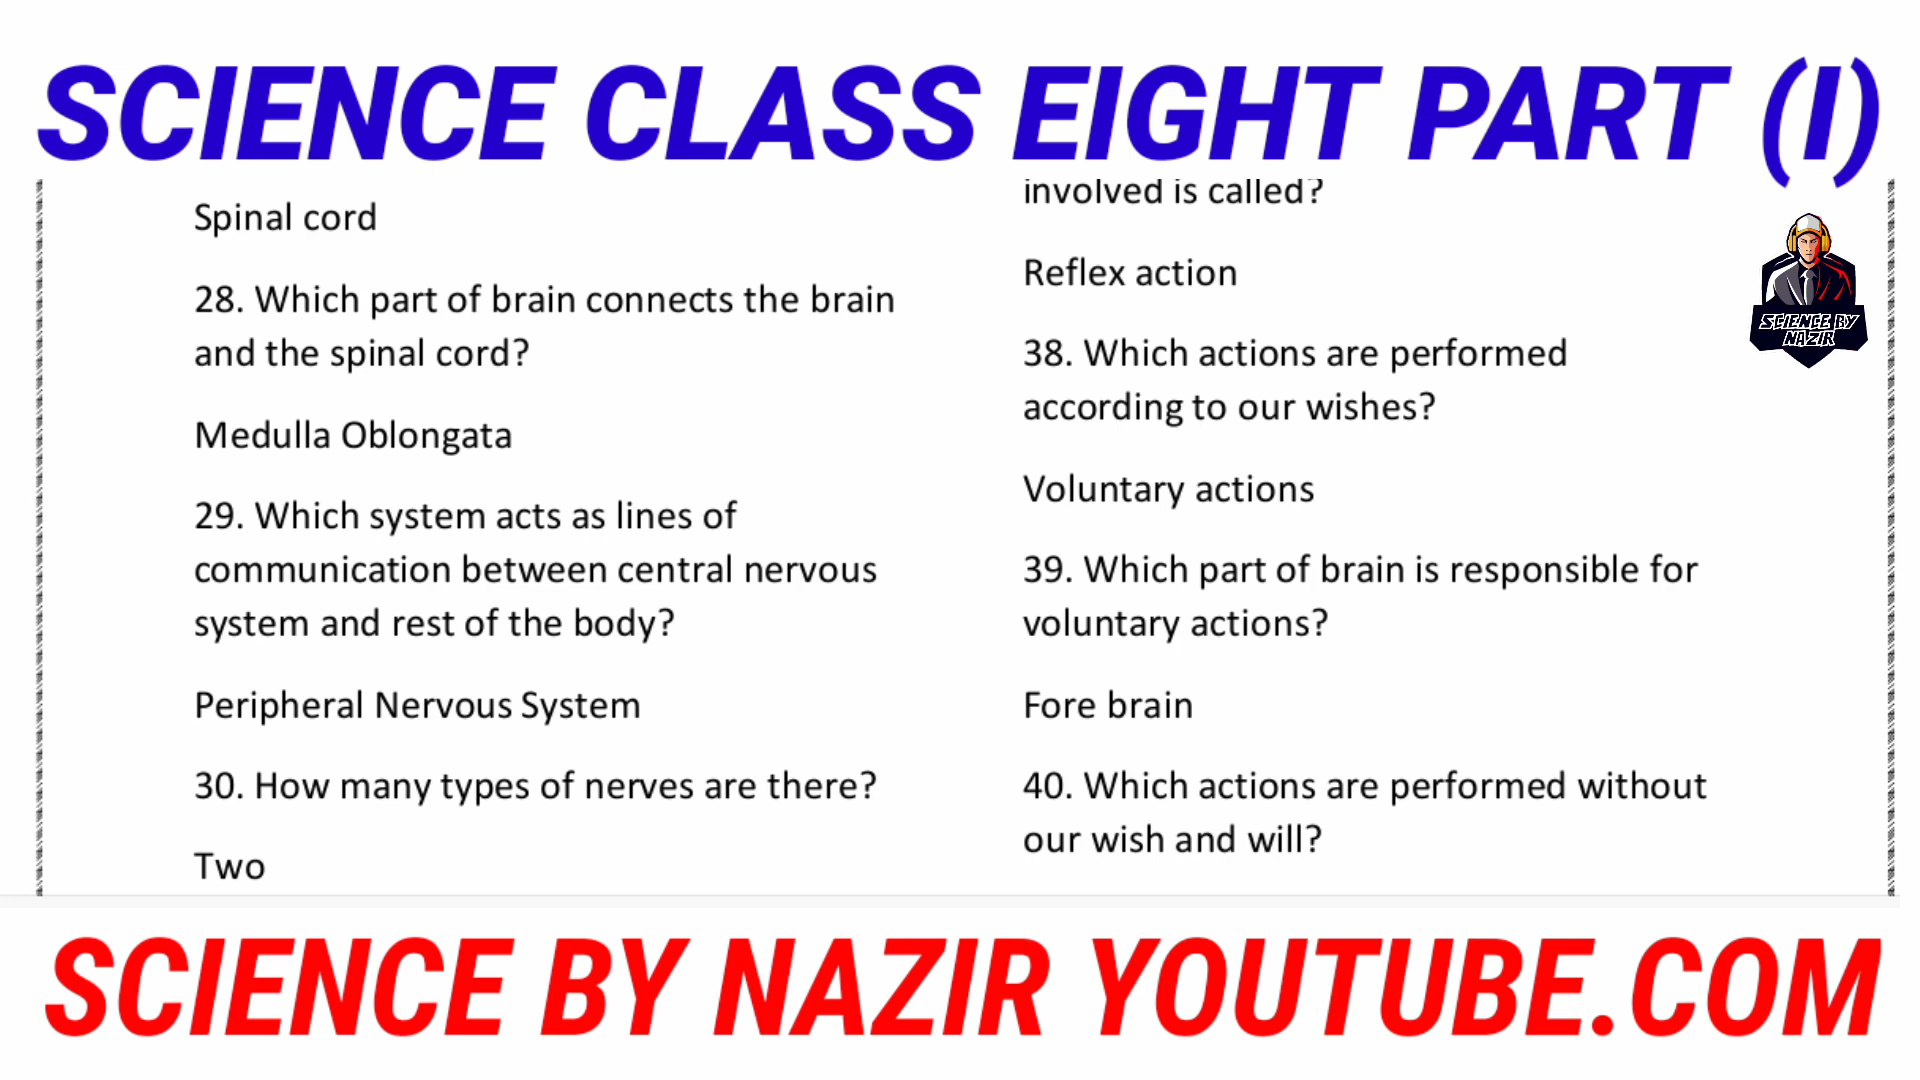 SCIENCE CLASS EIGHT PART (I)
Spinal cord
28. Which part of brain connects the brain
and the spinal cord?
Medulla Oblongata
29. Which system acts as lines of
communication between central nervous
system and rest of the body?
Peripheral Nervous System
30. How many types of nerves are there?
Two
involved is called?
Reflex action
38. Which actions are performed
according to our wishes?
Voluntary actions
39. Which part of brain is responsible for
voluntary actions?
Fore brain
40. Which actions are performed without
our wish and will?
SCIENCE BY
NAZIR
SCIENCE BY NAZIR YOUTUBE.COM